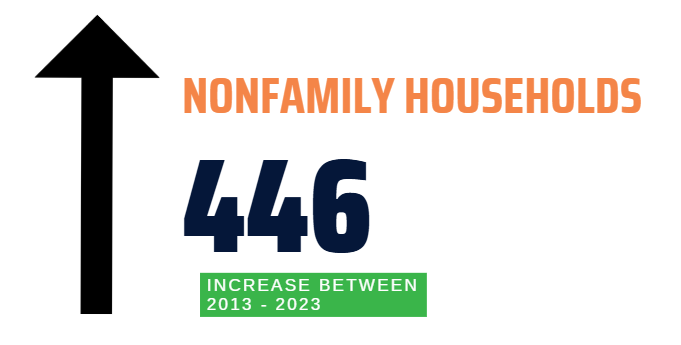 NONFAMILY HOUSEHOLDS
446
INCREASE BETWEEN
2013 - 2023